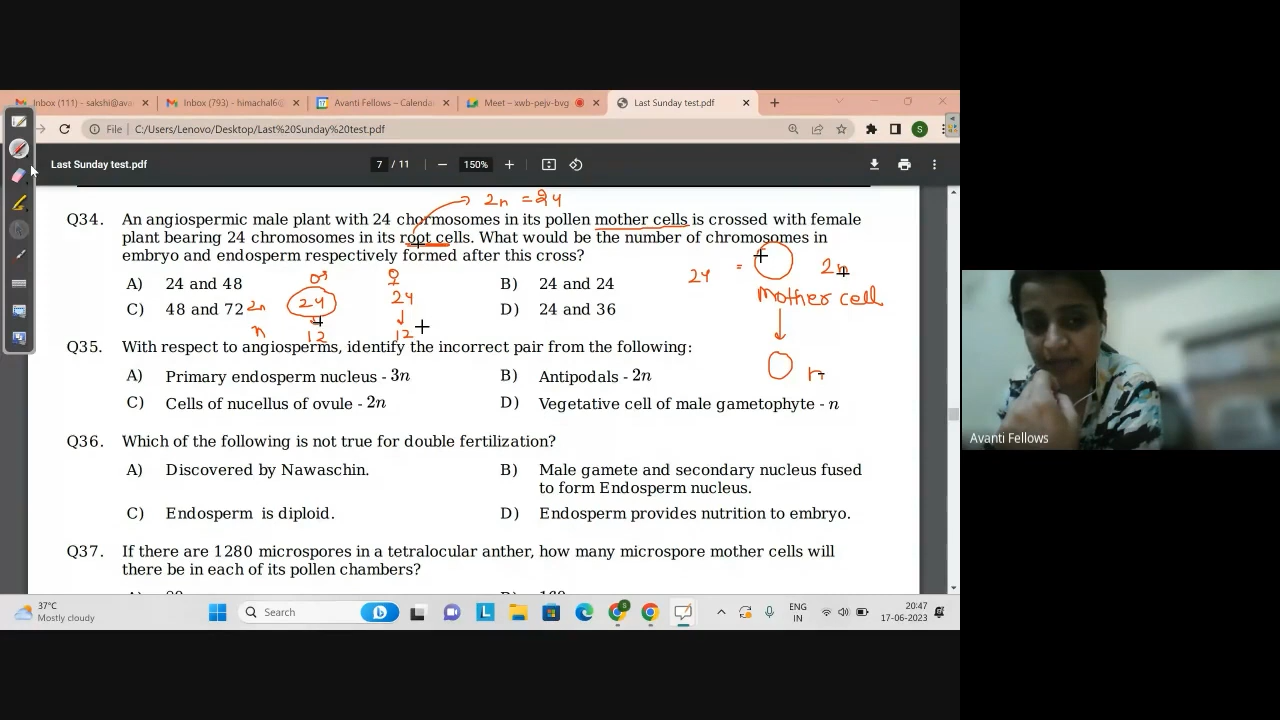 Inbox (111) - sakshi@ava
Inbox (793) - himachal6@
Avanti Fellows - Calenda
Meet – xwb-pejv-bvg
Last Sunday test.pdf
File | C:/Users/Lenovo/Desktop/Last%20Sunday%20test.pdf
S
Last Sunday test.pdf
7 / 11
150%
2n = 24
Q34. An angiospermic male plant with 24 chormosomes in its pollen mother cells is crossed with female
plant bearing 24 chromosomes in its root cells. What would be the number of chromosomes in
embryo and endosperm respectively formed after this cross?
A) 24 and 48
B) 24 and 24
C) 48 and 72
D) 24 and 36
♂ ♀
2n 24 24
n 12 12
24 = 2n
Mother cell
n
Q35. With respect to angiosperms, identify the incorrect pair from the following:
A) Primary endosperm nucleus - 3n
B) Antipodals - 2n
C) Cells of nucellus of ovule - 2n
D) Vegetative cell of male gametophyte - n
Q36. Which of the following is not true for double fertilization?
A) Discovered by Nawaschin.
B) Male gamete and secondary nucleus fused
to form Endosperm nucleus.
C) Endosperm is diploid.
D) Endosperm provides nutrition to embryo.
Q37. If there are 1280 microspores in a tetralocular anther, how many microspore mother cells will
there be in each of its pollen chambers?
Avanti Fellows
37°C
Mostly cloudy
Search
ENG
IN
20:47
17-06-2023